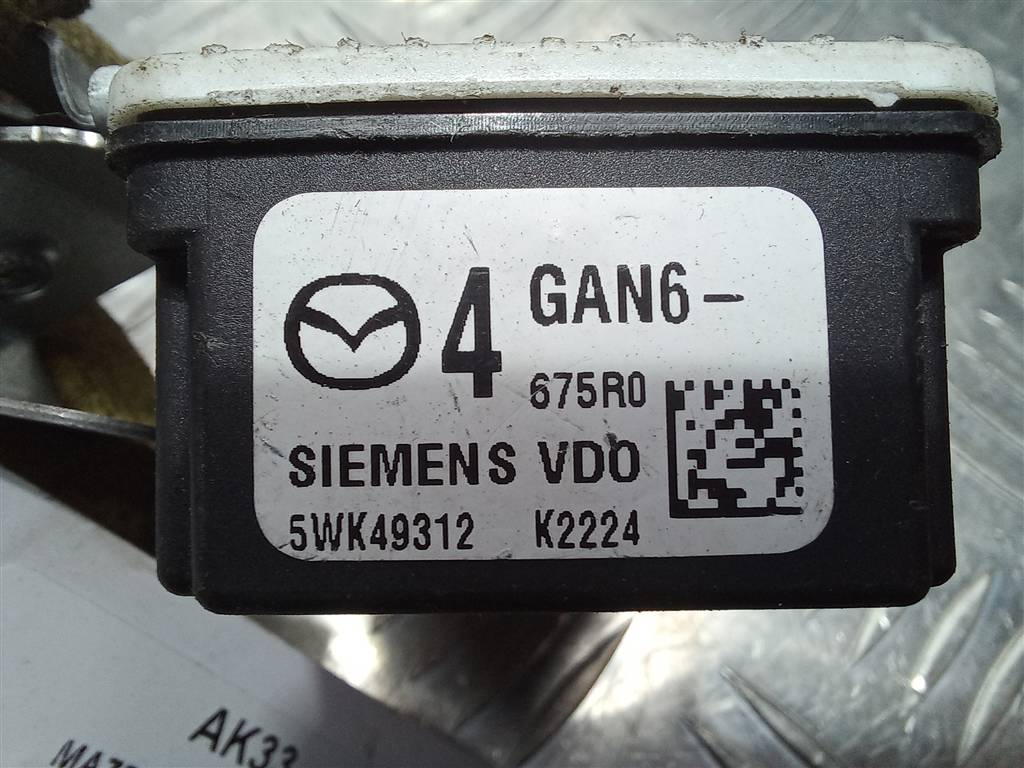 4 GAN6-
675R0
SIEMENS VDO
5WK49312 K2224
AK33